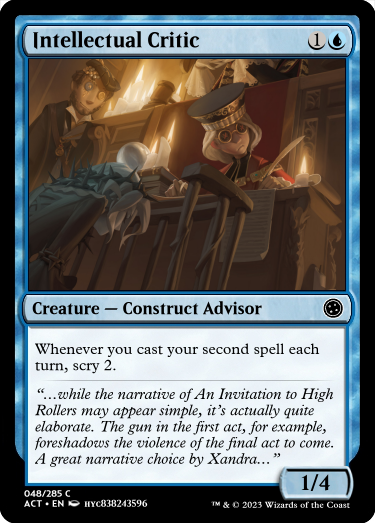 Intellectual Critic 1
Creature — Construct Advisor
Whenever you cast your second spell each
turn, scry 2.
“…while the narrative of An Invitation to High
Rollers may appear simple, it’s actually quite
elaborate. The gun in the first act, for example,
foreshadows the violence of the final act to come.
A great narrative choice by Xandra…”
1/4
048/285 C
ACT • EN HYC838243596
™ & © 2023 Wizards of the Coast